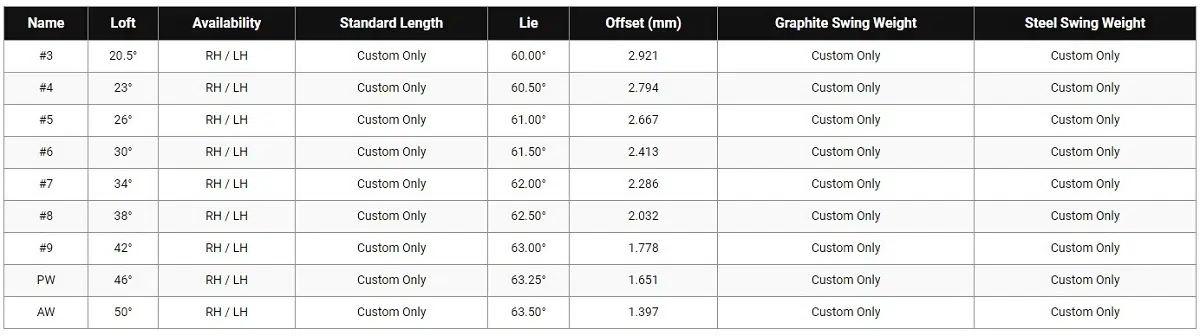 Name Loft Availability Standard Length Lie Offset (mm) Graphite Swing Weight Steel Swing Weight
#3 20.5° RH / LH Custom Only 60.00° 2.921 Custom Only Custom Only
#4 23° RH / LH Custom Only 60.50° 2.794 Custom Only Custom Only
#5 26° RH / LH Custom Only 61.00° 2.667 Custom Only Custom Only
#6 30° RH / LH Custom Only 61.50° 2.413 Custom Only Custom Only
#7 34° RH / LH Custom Only 62.00° 2.286 Custom Only Custom Only
#8 38° RH / LH Custom Only 62.50° 2.032 Custom Only Custom Only
#9 42° RH / LH Custom Only 63.00° 1.778 Custom Only Custom Only
PW 46° RH / LH Custom Only 63.25° 1.651 Custom Only Custom Only
AW 50° RH / LH Custom Only 63.50° 1.397 Custom Only Custom Only